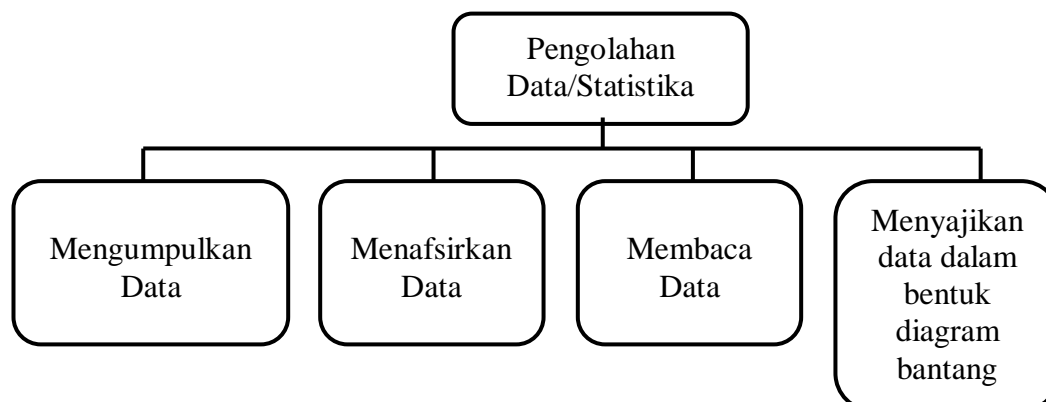 Pengolahan
Data/Statistika
Mengumpulkan
Data
Menafsirkan
Data
Membaca
Data
Menyajikan
data dalam
bentuk
diagram
bantang